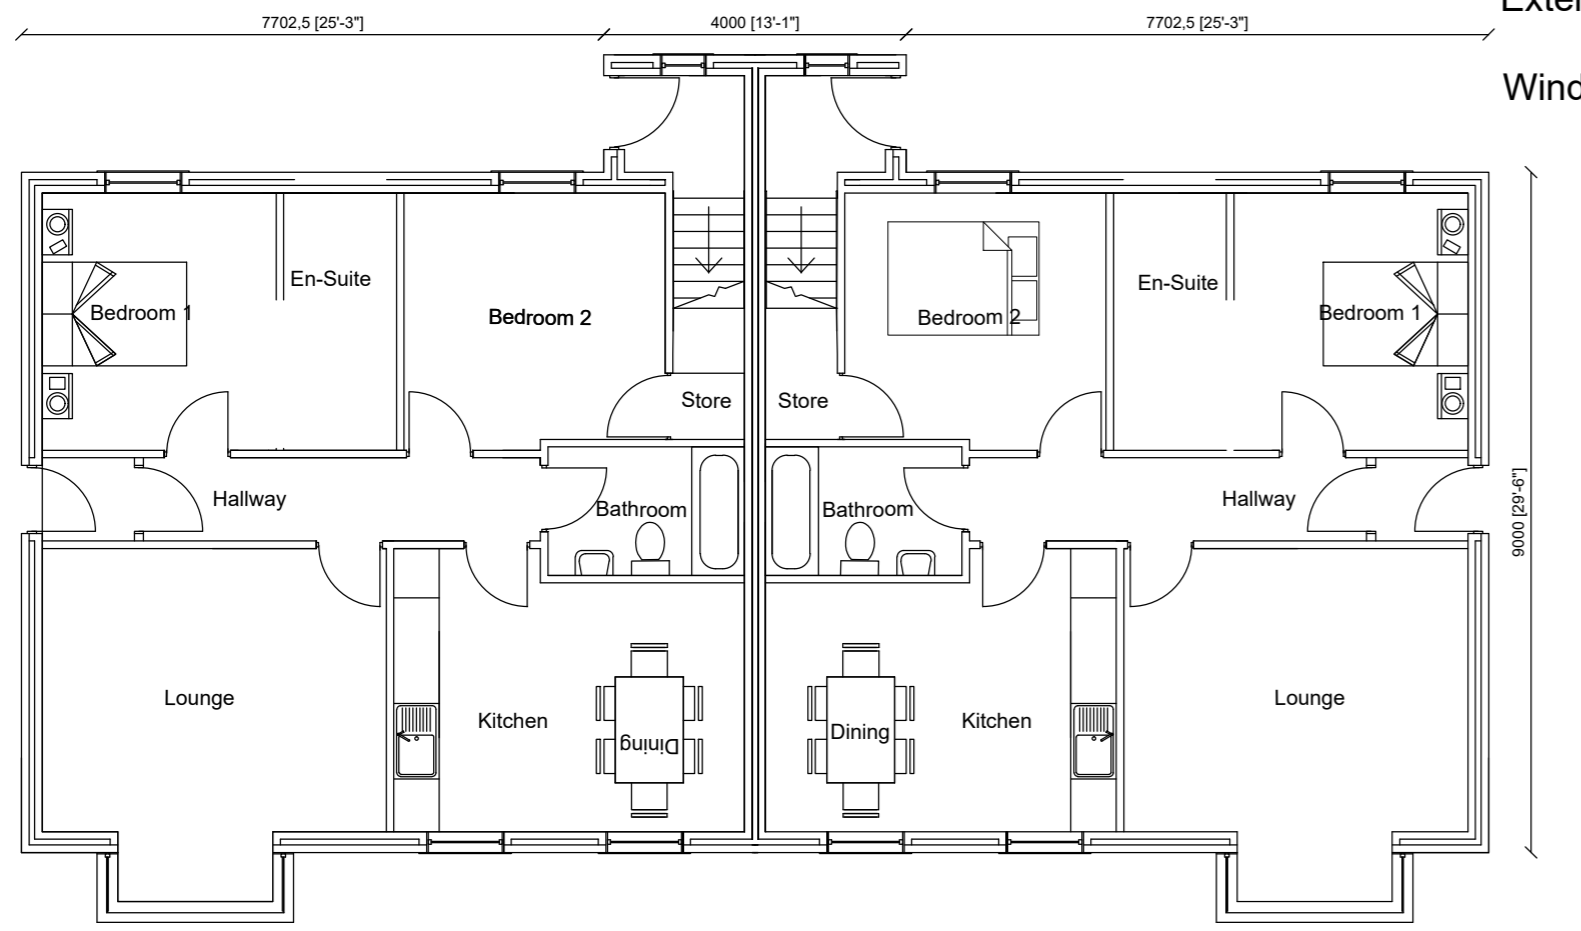 Exter
7702,5 [25'-3"]
4000 [13'-1"]
7702,5 [25'-3"]
Wind
En-Suite
Bedroom 1
Bedroom 2
Bedroom 2
En-Suite
Bedroom 1
Store
Store
Hallway
Bathroom
Bathroom
Hallway
9000 [29'-6"]
Lounge
Kitchen
Dining
Dining
Kitchen
Lounge